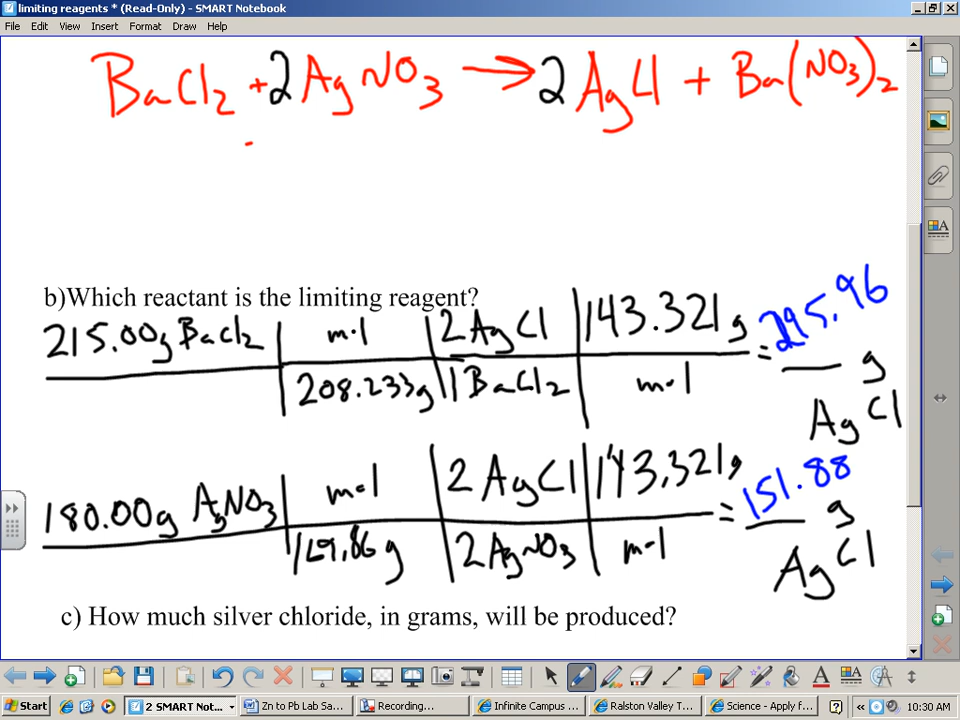 limiting reagents * (Read-Only) - SMART Notebook
File Edit View Insert Format Draw Help
BaCl2 + 2AgNO3 → 2AgCl + Ba(NO3)2
b)Which reactant is the limiting reagent?
215.00g BaCl2 | mol | 2AgCl | 143.321g = 295.96 g AgCl
208.233g | 1BaCl2 | mol
180.00g AgNO3 | mol | 2AgCl | 143.321g = 151.88 g AgCl
169.86g | 2AgNO3 | mol
c) How much silver chloride, in grams, will be produced?
Start 2 SMART Not... Zn to Pb Lab Sa... Recording... Infinite Campus ... Ralston Valley T... Science - Apply f... 10:30 AM